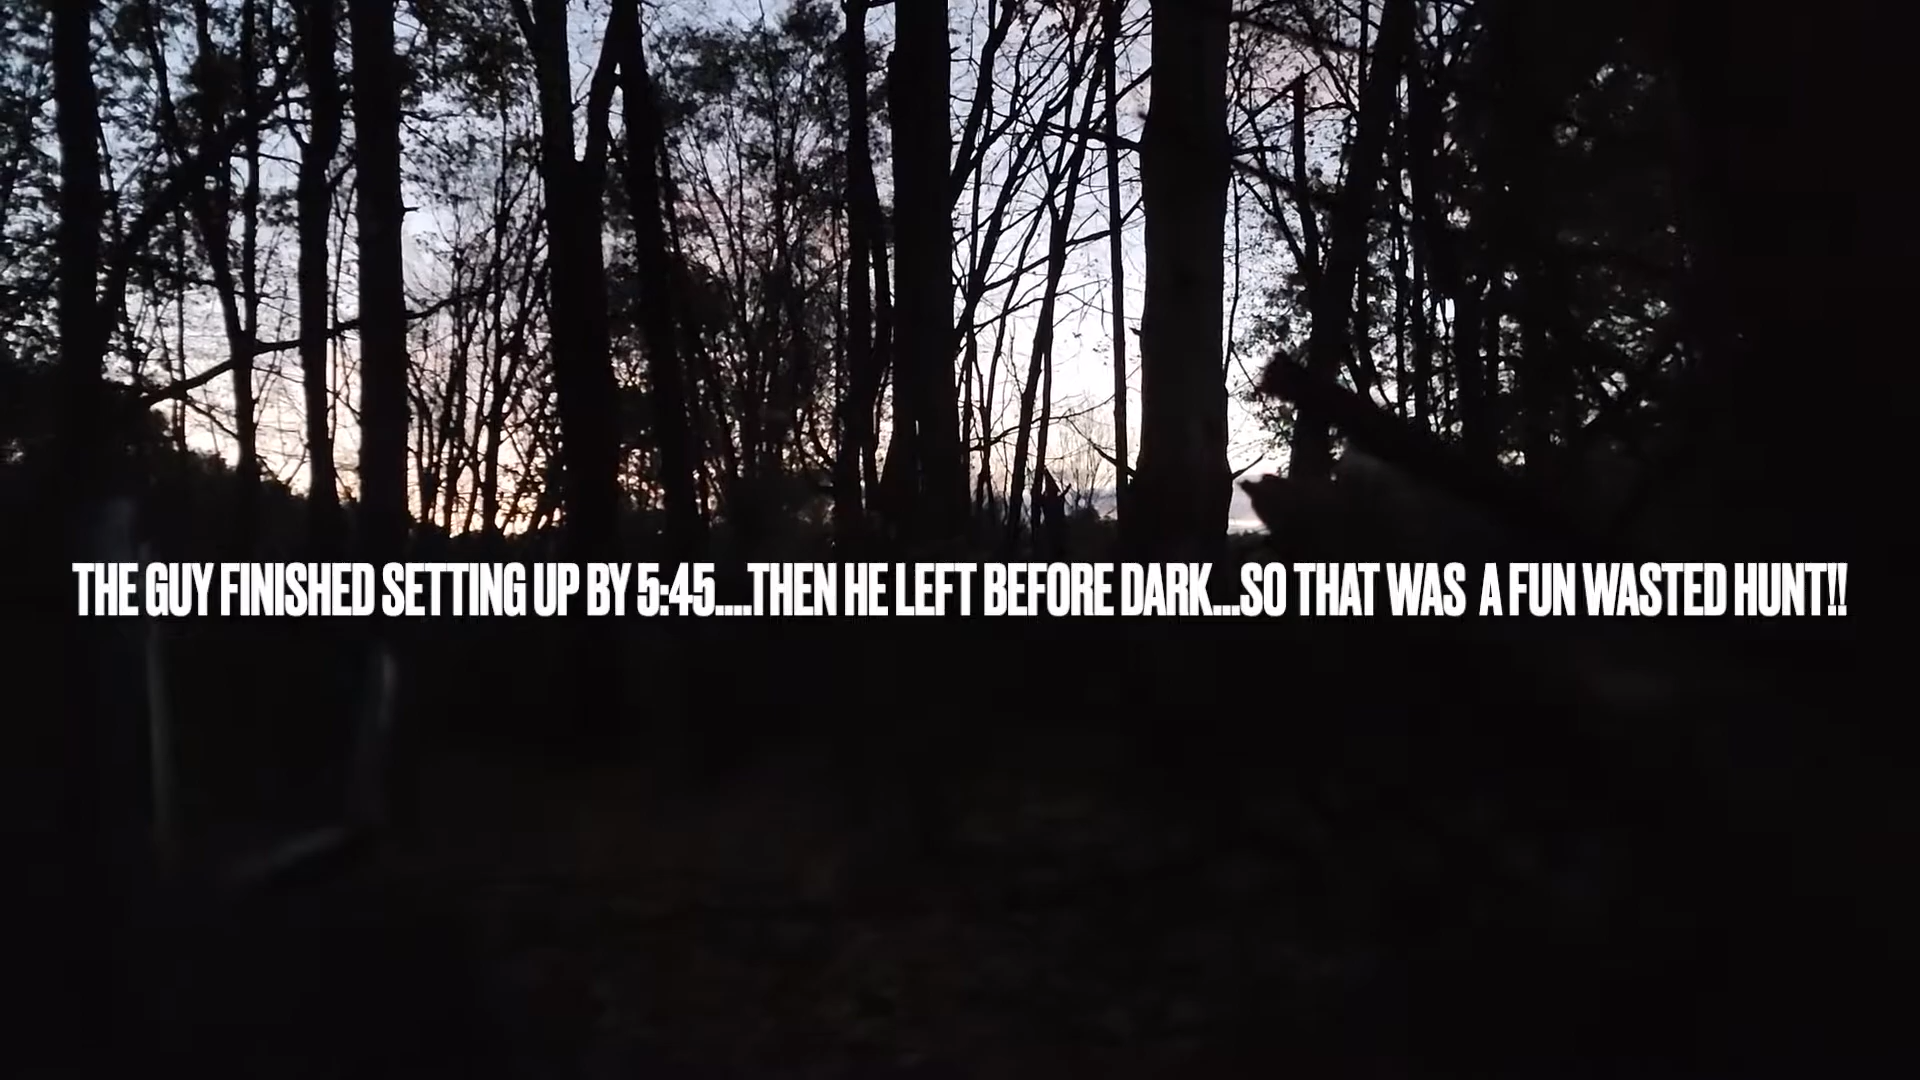 THE GUY FINISHED SETTING UP BY 5:45....THEN HE LEFT BEFORE DARK...SO THAT WAS  A FUN WASTED HUNT!!